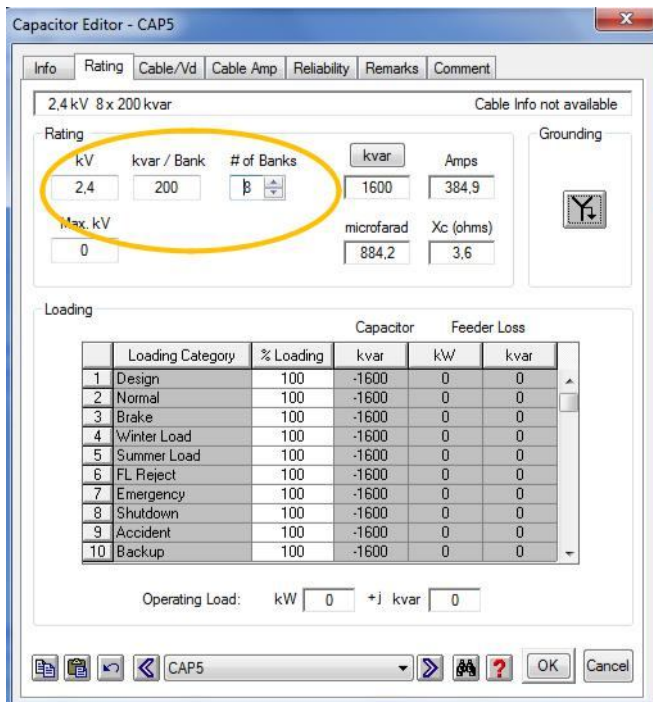 Capacitor Editor - CAP5
Info Rating Cable/Vd Cable Amp Reliability Remarks Comment
2,4 kV 8 x 200 kvar Cable Info not available
Rating Grounding
kV kvar / Bank # of Banks kvar Amps
2,4 200 8 1600 384,9
Max. kV microfarad Xc (ohms)
0 884,2 3,6
Loading
Capacitor Feeder Loss
Loading Category % Loading kvar kW kvar
1 Design 100 -1600 0 0
2 Normal 100 -1600 0 0
3 Brake 100 -1600 0 0
4 Winter Load 100 -1600 0 0
5 Summer Load 100 -1600 0 0
6 FL Reject 100 -1600 0 0
7 Emergency 100 -1600 0 0
8 Shutdown 100 -1600 0 0
9 Accident 100 -1600 0 0
10 Backup 100 -1600 0 0
Operating Load: kW 0 +j kvar 0
CAP5 ? OK Cancel